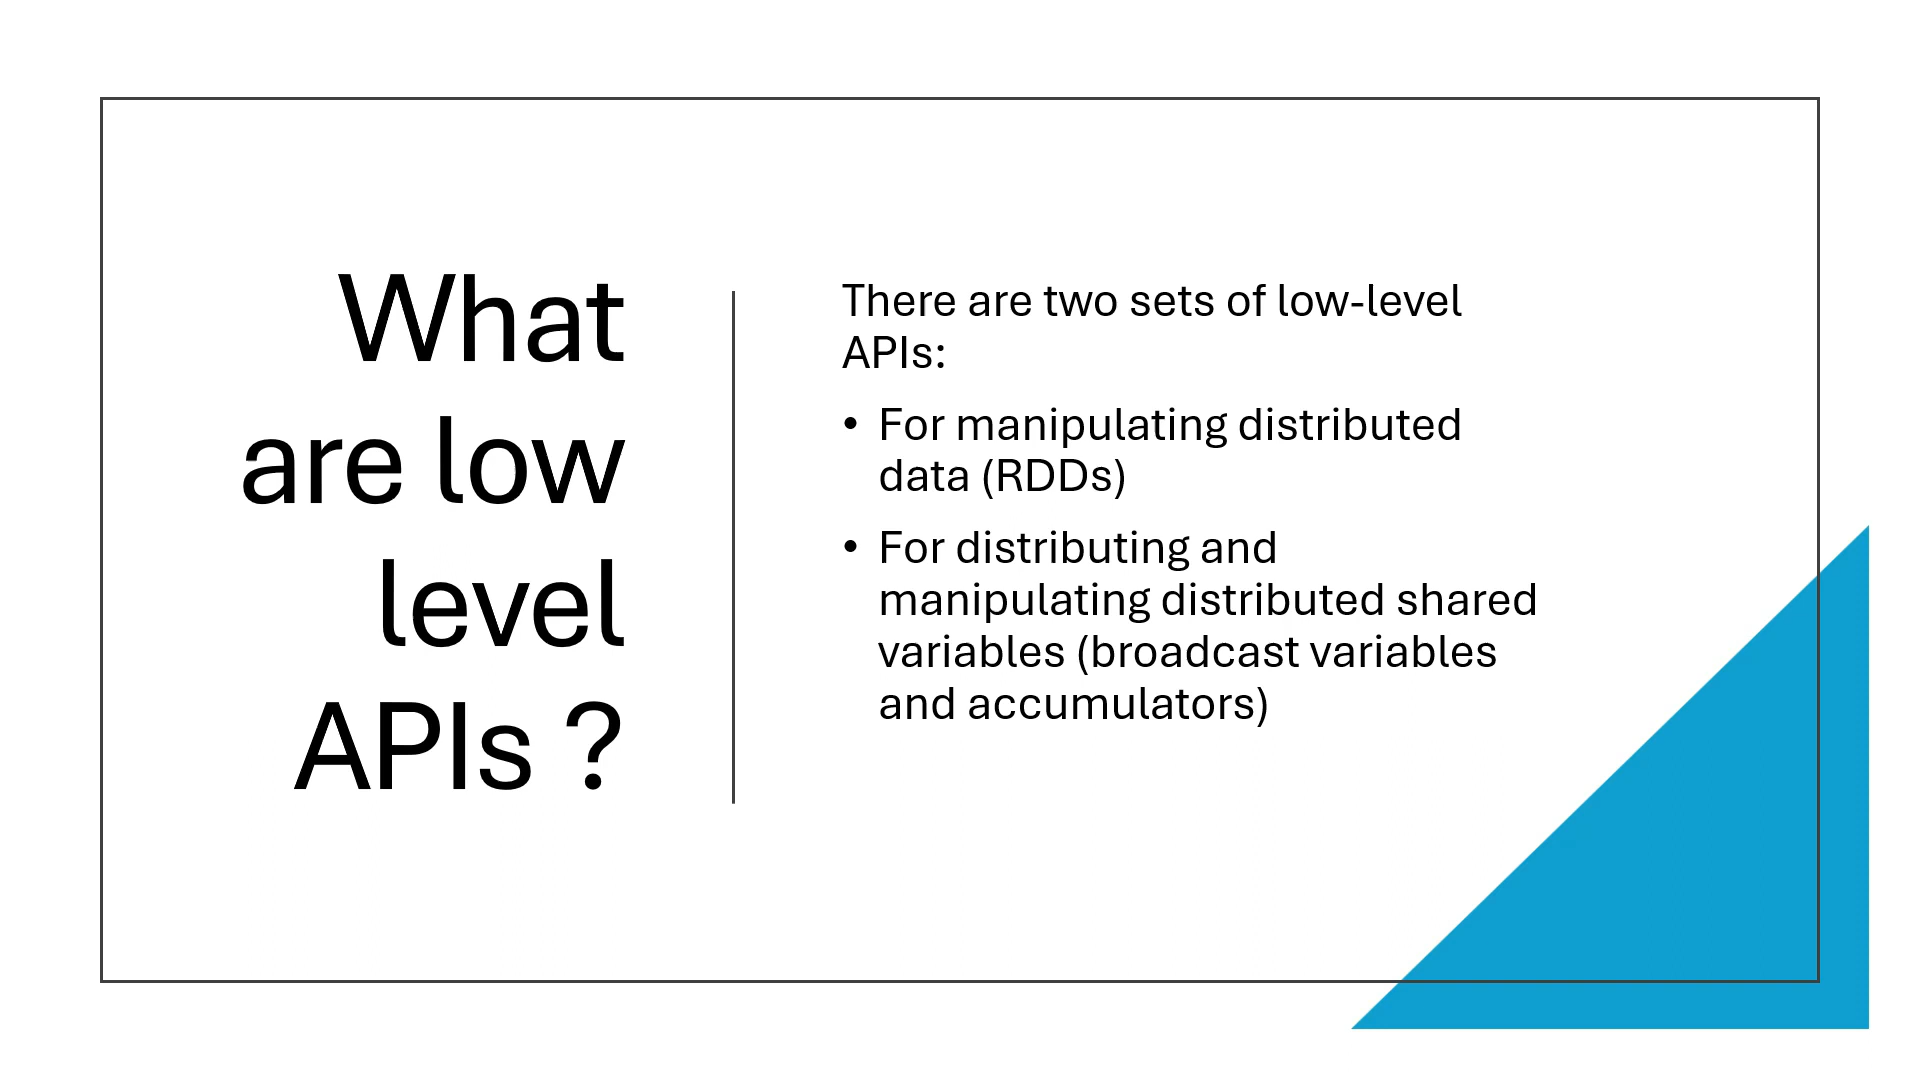 What
are low
level
APIs ?
There are two sets of low-level
APIs:
• For manipulating distributed
data (RDDs)
• For distributing and
manipulating distributed shared
variables (broadcast variables
and accumulators)